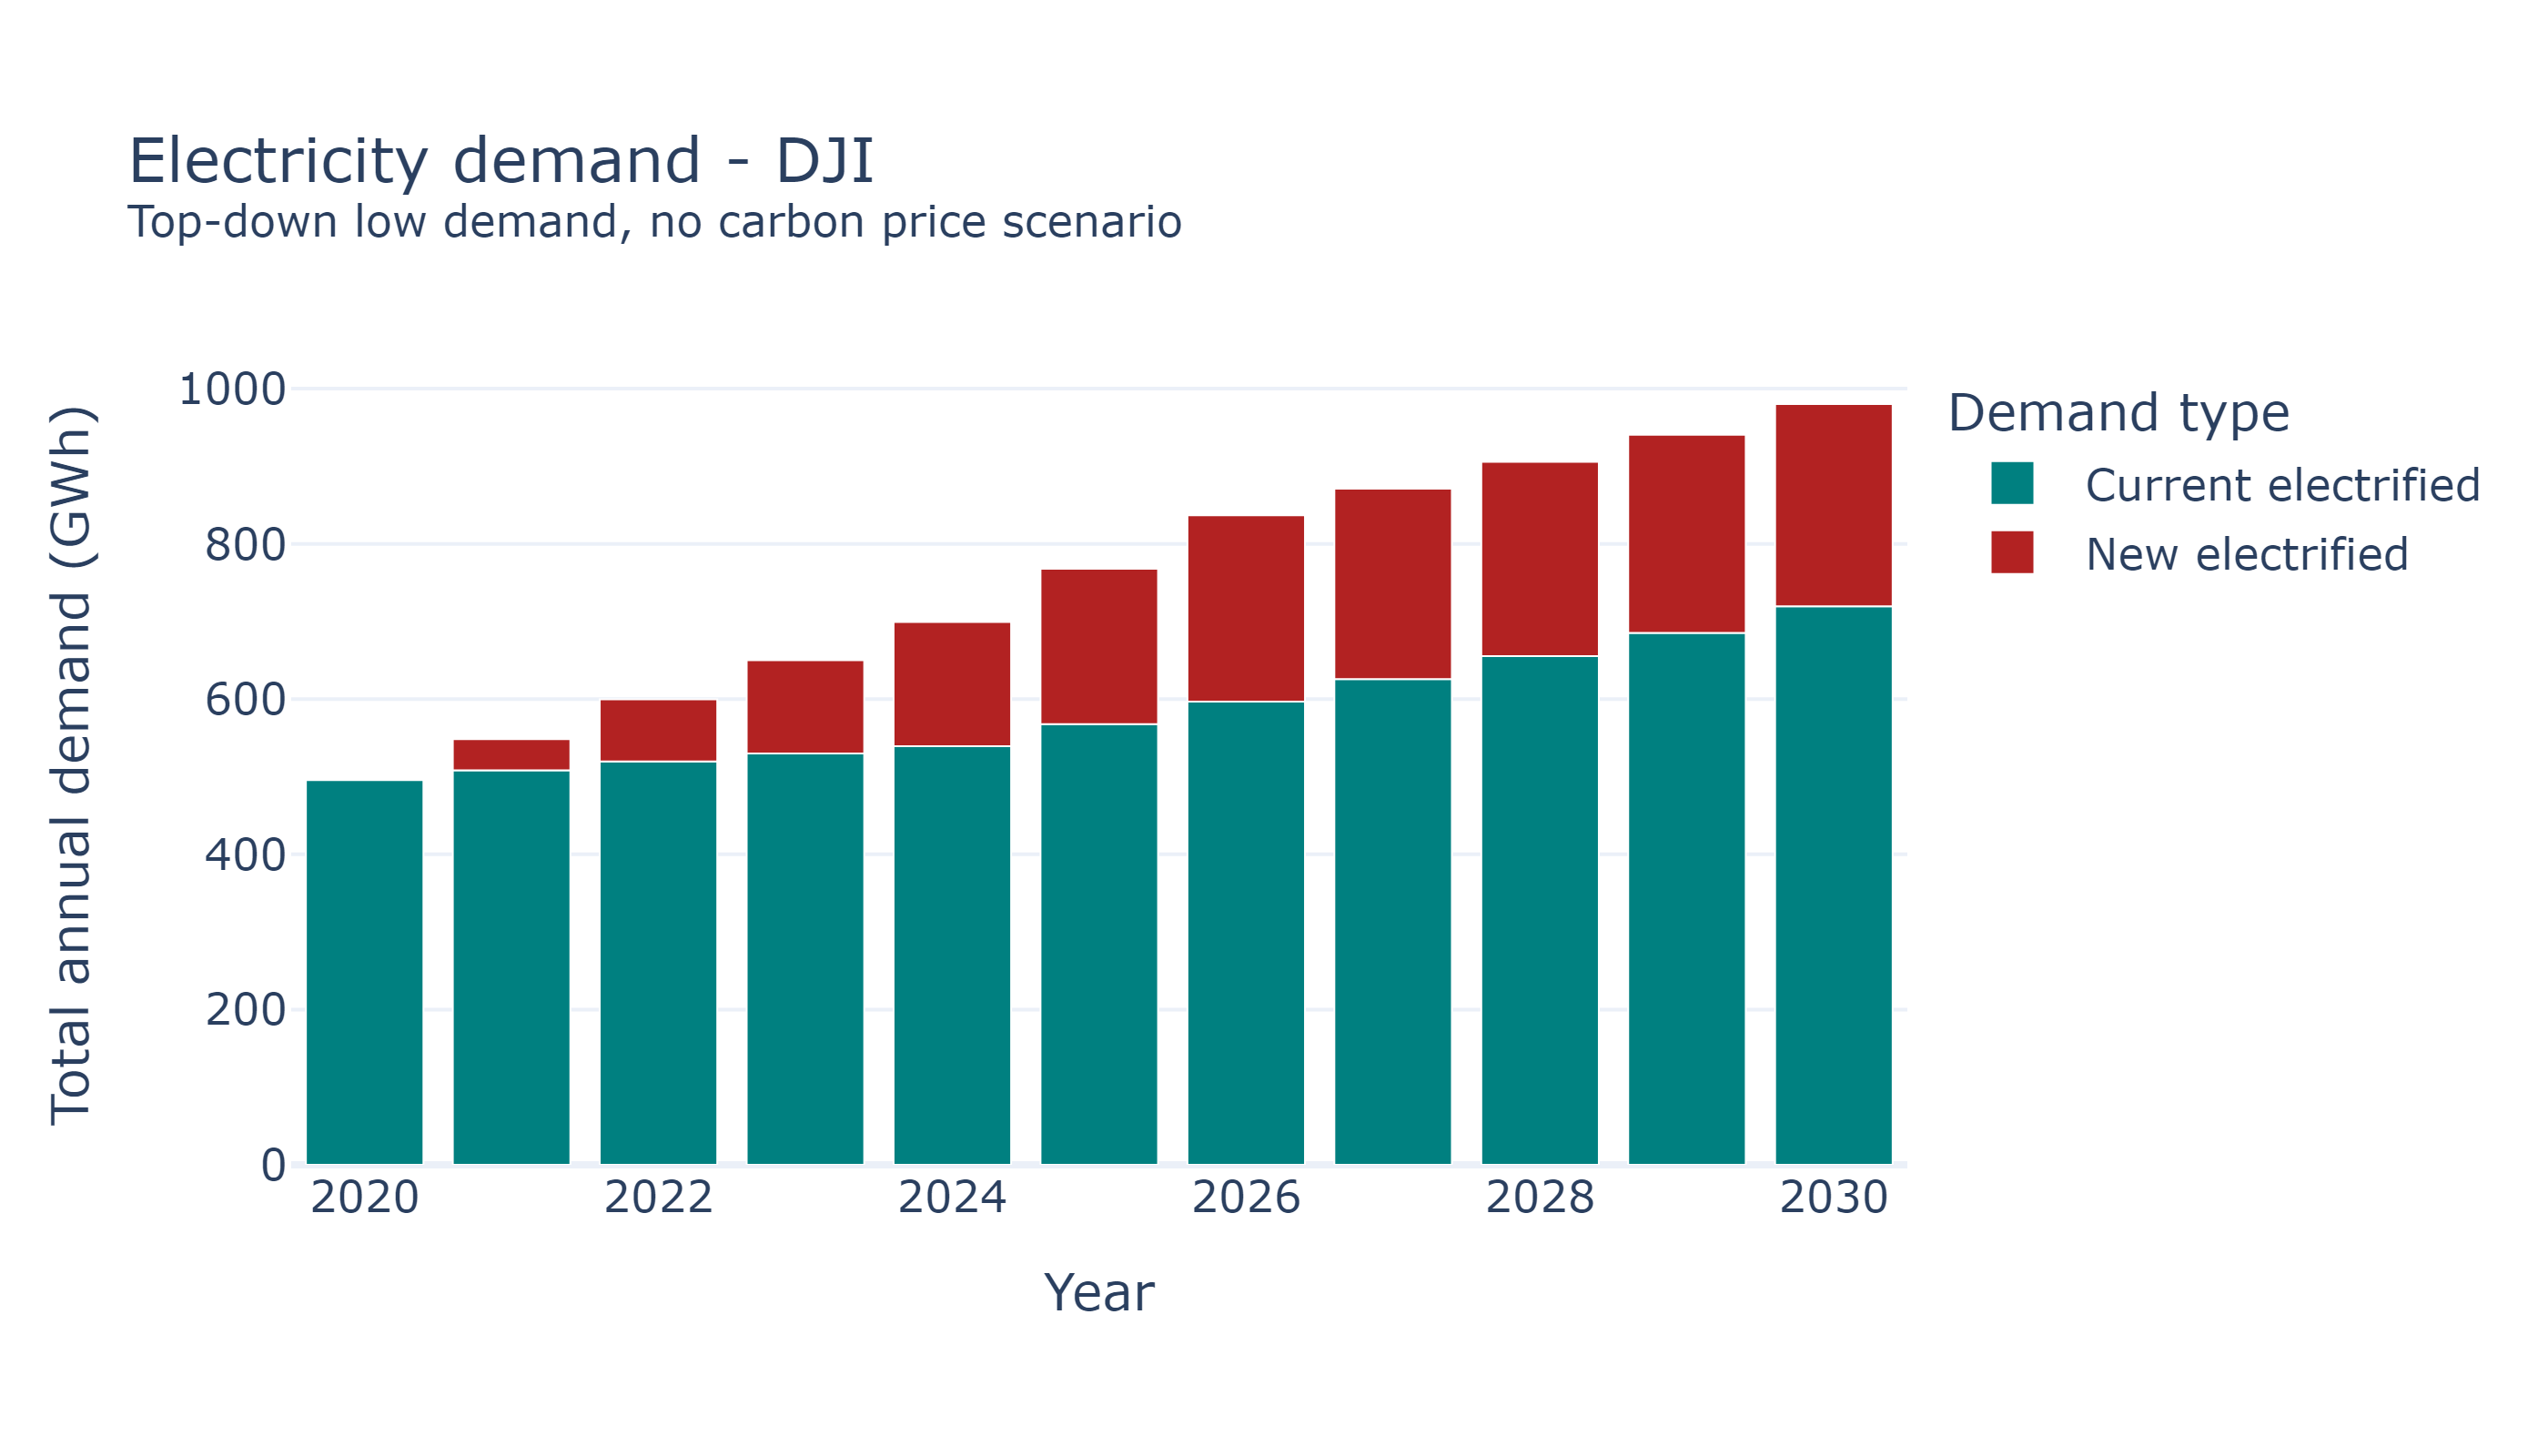 Electricity demand - DJI
Top-down low demand, no carbon price scenario
Total annual demand (GWh)
1000
800
600
400
200
0
2020 2022 2024 2026 2028 2030
Year
Demand type
Current electrified
New electrified